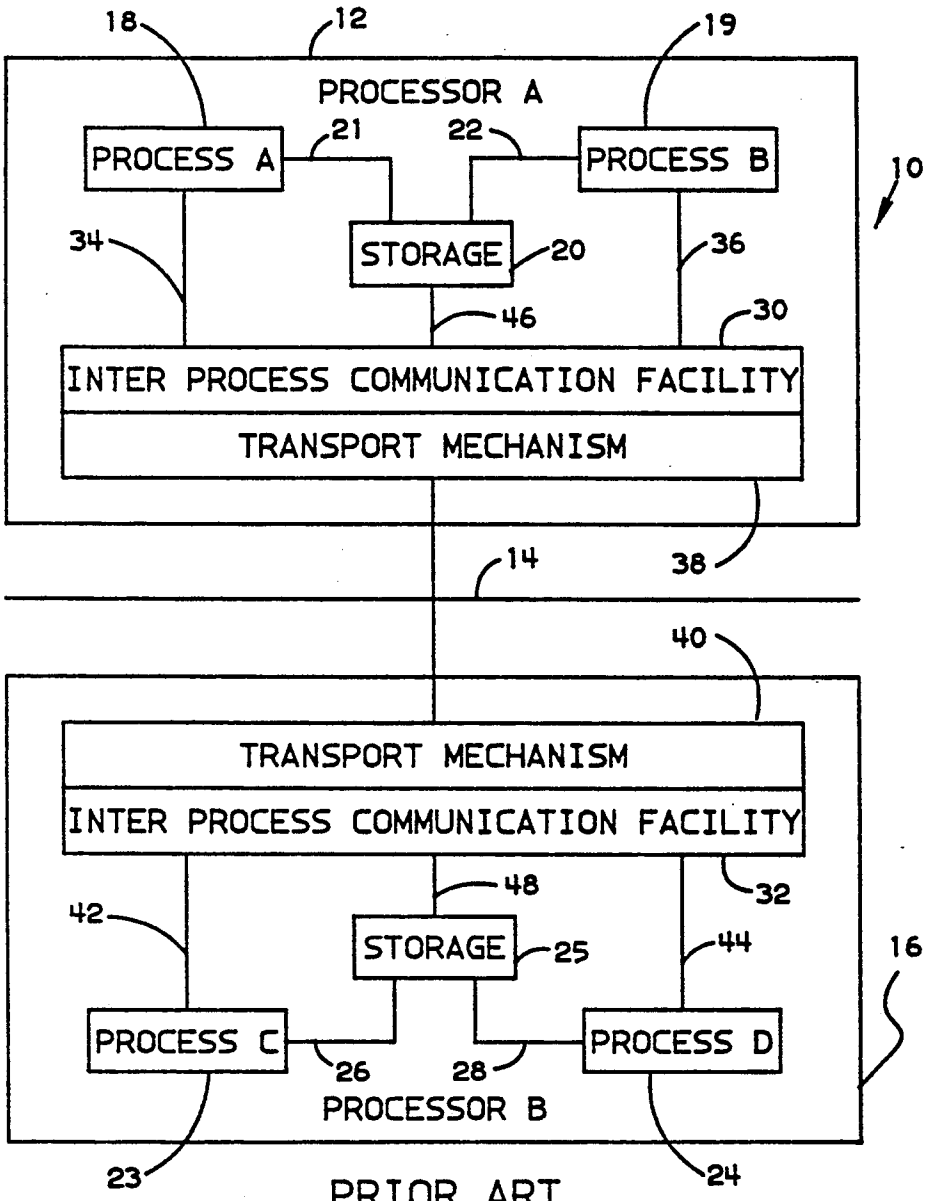 18 12 19
PROCESSOR A
21 22
PROCESS A PROCESS B
10
34 STORAGE 20 36
46 30
INTER PROCESS COMMUNICATION FACILITY
TRANSPORT MECHANISM
14 38
40
TRANSPORT MECHANISM
INTER PROCESS COMMUNICATION FACILITY
48 32
42 STORAGE 25 44 16
PROCESS C PROCESS D
26 28
PROCESSOR B
23 24
PRIOR ART